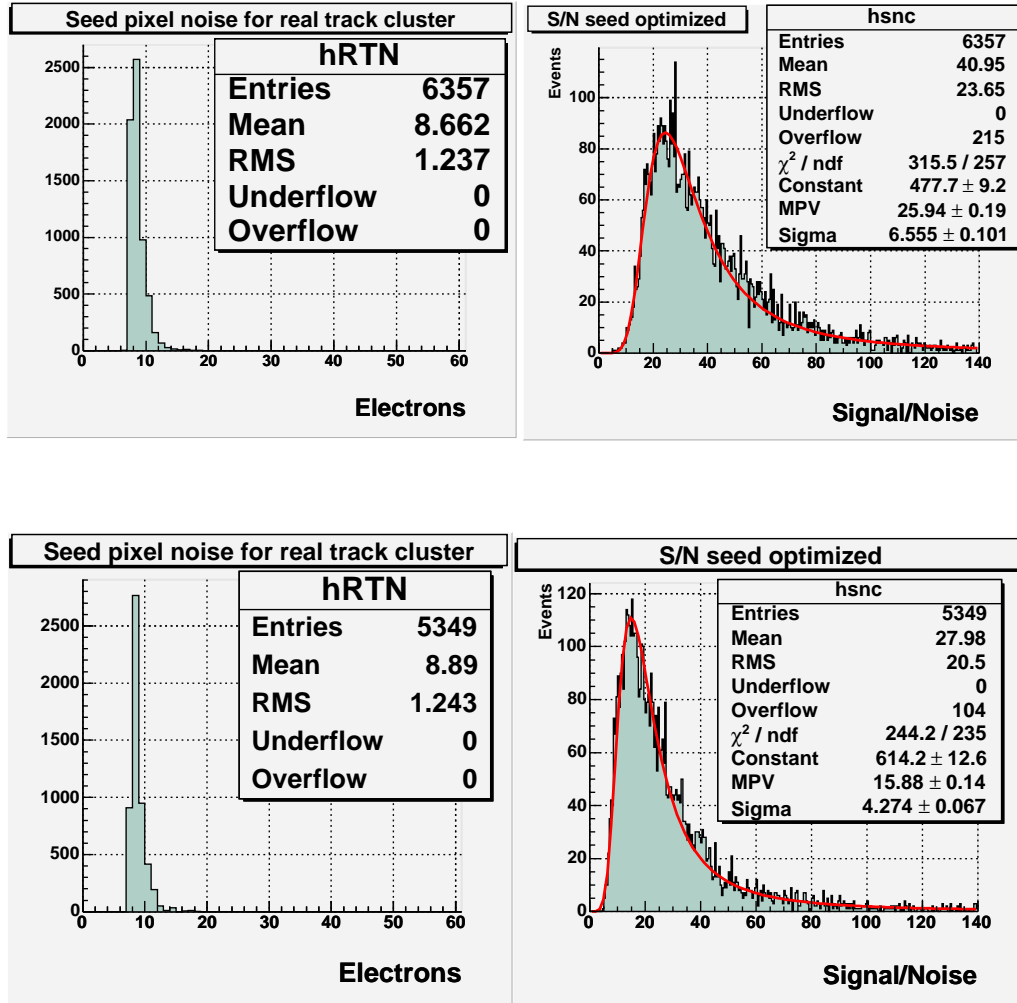 Seed pixel noise for real track cluster
hRTN
Entries 6357
Mean 8.662
RMS 1.237
Underflow 0
Overflow 0
2500
2000
1500
1000
500
0
0 10 20 30 40 50 60
Electrons
S/N seed optimized
hsnc
Entries 6357
Mean 40.95
RMS 23.65
Underflow 0
Overflow 215
χ² / ndf 315.5 / 257
Constant 477.7 ± 9.2
MPV 25.94 ± 0.19
Sigma 6.555 ± 0.101
Events
100
80
60
40
20
0
0 20 40 60 80 100 120 140
Signal/Noise
Seed pixel noise for real track cluster
hRTN
Entries 5349
Mean 8.89
RMS 1.243
Underflow 0
Overflow 0
2500
2000
1500
1000
500
0
0 10 20 30 40 50 60
Electrons
S/N seed optimized
hsnc
Entries 5349
Mean 27.98
RMS 20.5
Underflow 0
Overflow 104
χ² / ndf 244.2 / 235
Constant 614.2 ± 12.6
MPV 15.88 ± 0.14
Sigma 4.274 ± 0.067
Events
120
100
80
60
40
20
0
0 20 40 60 80 100 120 140
Signal/Noise